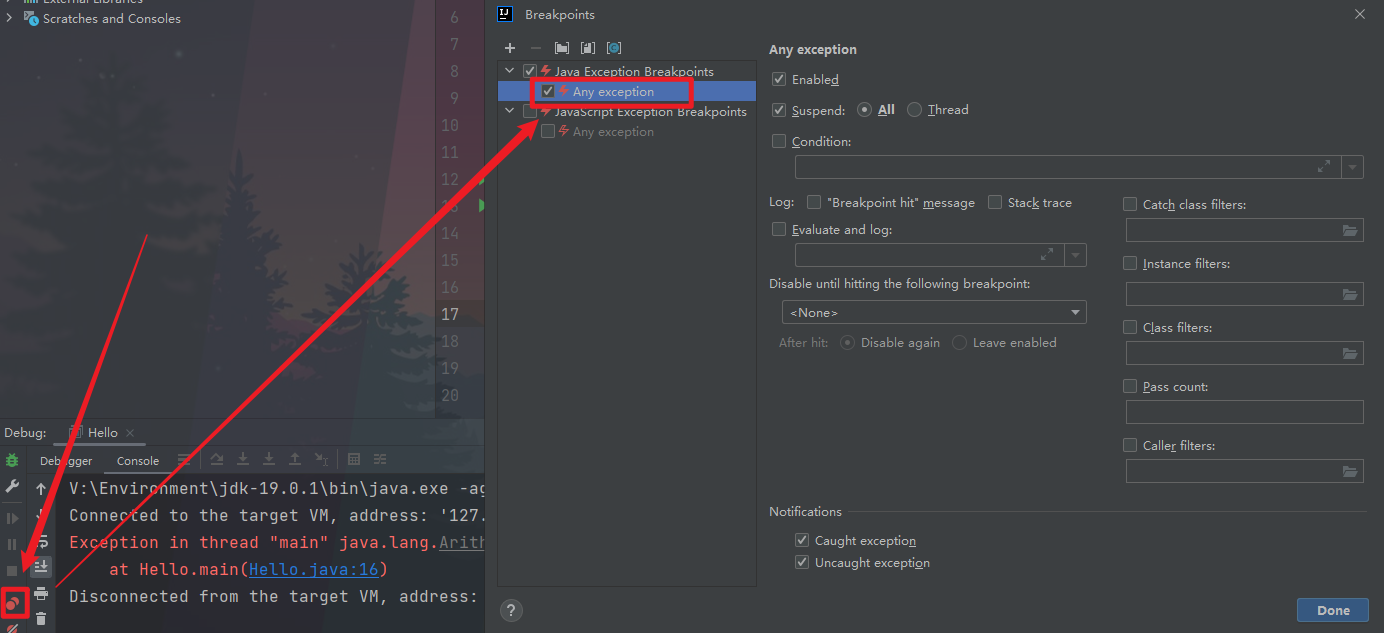 External Libraries
Scratches and Consoles
6
7
8
9
10
11
12
13
14
15
16
17
18
19
20
Debug:
Hello
Debugger
Console
V:\Environment\jdk-19.0.1\bin\java.exe -ag
Connected to the target VM, address: '127.
Exception in thread "main" java.lang.Arith
at Hello.main(Hello.java:16)
Disconnected from the target VM, address:
IJ
Breakpoints
Java Exception Breakpoints
Any exception
JavaScript Exception Breakpoints
Any exception
Any exception
Enabled
Suspend:
All
Thread
Condition:
Log:
"Breakpoint hit" message
Stack trace
Evaluate and log:
Disable until hitting the following breakpoint:
<None>
After hit:
Disable again
Leave enabled
Catch class filters:
Instance filters:
Class filters:
Pass count:
Caller filters:
Notifications
Caught exception
Uncaught exception
?
Done